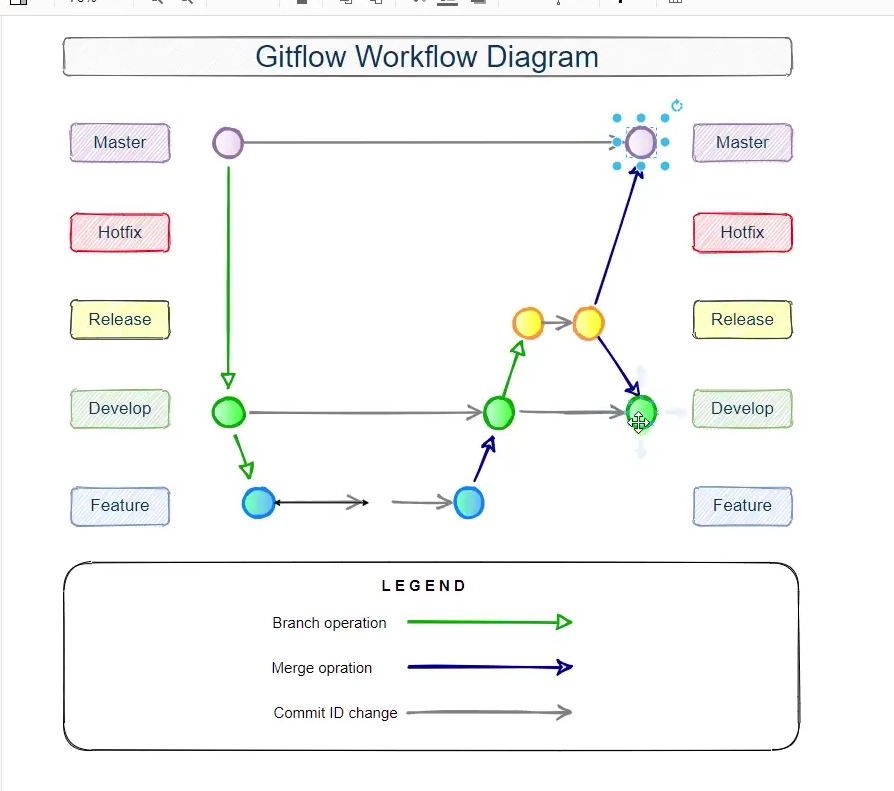 Gitflow Workflow Diagram
Master
Master
Hotfix
Hotfix
Release
Release
Develop
Develop
Feature
Feature
LEGEND
Branch operation
Merge opration
Commit ID change